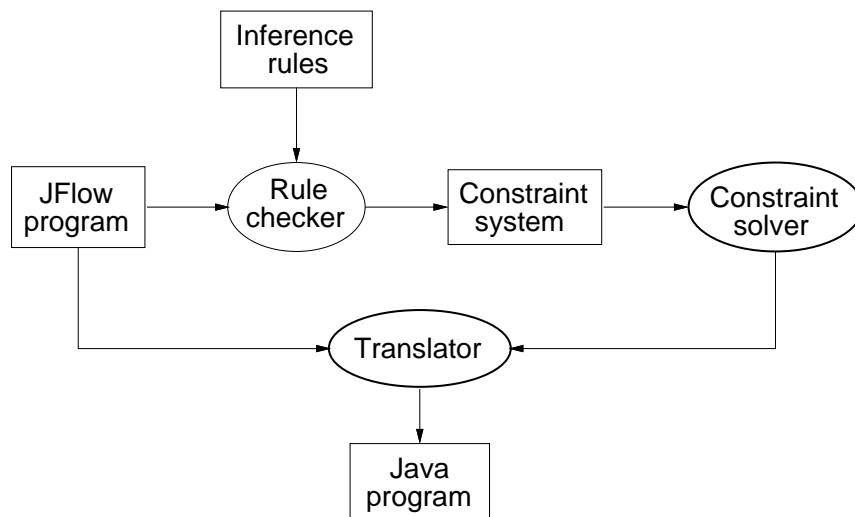 Inference
rules
JFlow
program
Rule
checker
Constraint
system
Constraint
solver
Translator
Java
program